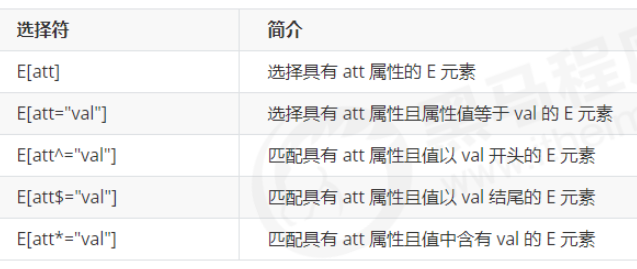 选择符 简介
E[att] 选择具有 att 属性的 E 元素
E[att="val"] 选择具有 att 属性且属性值等于 val 的 E 元素
E[att^="val"] 匹配具有 att 属性且值以 val 开头的 E 元素
E[att$="val"] 匹配具有 att 属性且值以 val 结尾的 E 元素
E[att*="val"] 匹配具有 att 属性且值中含有 val 的 E 元素